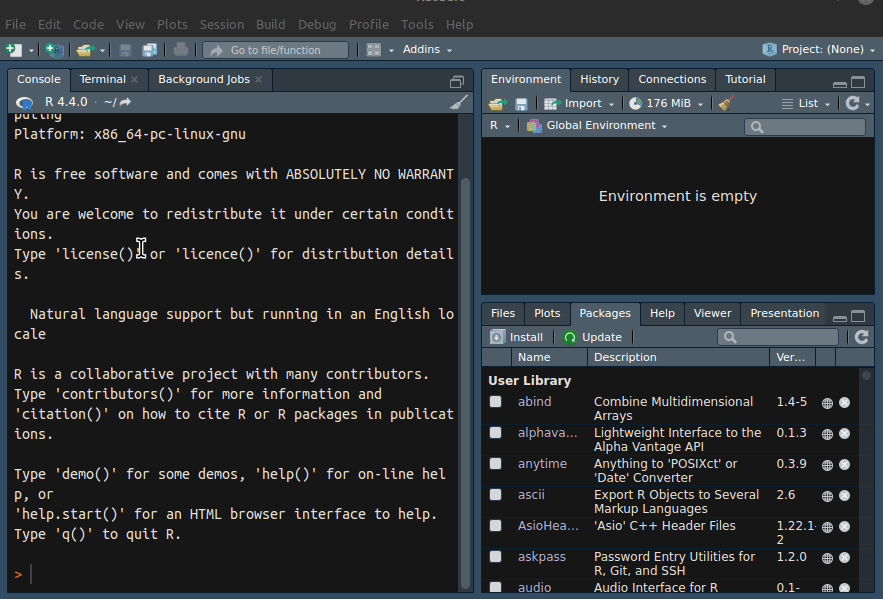 File Edit Code View Plots Session Build Debug Profile Tools Help
Go to file/function Addins Project: (None)
Console Terminal Background Jobs
R 4.4.0 · ~/
Platform: x86_64-pc-linux-gnu
R is free software and comes with ABSOLUTELY NO WARRANT
Y.
You are welcome to redistribute it under certain condit
ions.
Type 'license()' or 'licence()' for distribution detail
s.
Natural language support but running in an English lo
cale
R is a collaborative project with many contributors.
Type 'contributors()' for more information and
'citation()' on how to cite R or R packages in publicat
ions.
Type 'demo()' for some demos, 'help()' for on-line hel
p, or
'help.start()' for an HTML browser interface to help.
Type 'q()' to quit R.
>
Environment History Connections Tutorial
Import 176 MiB List
R Global Environment
Environment is empty
Files Plots Packages Help Viewer Presentation
Install Update
Name Description Ver...
User Library
abind Combine Multidimensional 1.4-5
Arrays
alphava... Lightweight Interface to the 0.1.3
Alpha Vantage API
anytime Anything to 'POSIXct' or 0.3.9
'Date' Converter
ascii Export R Objects to Several 2.6
Markup Languages
AsioHea... 'Asio' C++ Header Files 1.22.1-
2
askpass Password Entry Utilities for 1.2.0
R, Git, and SSH
audio Audio Interface for R 0.1-